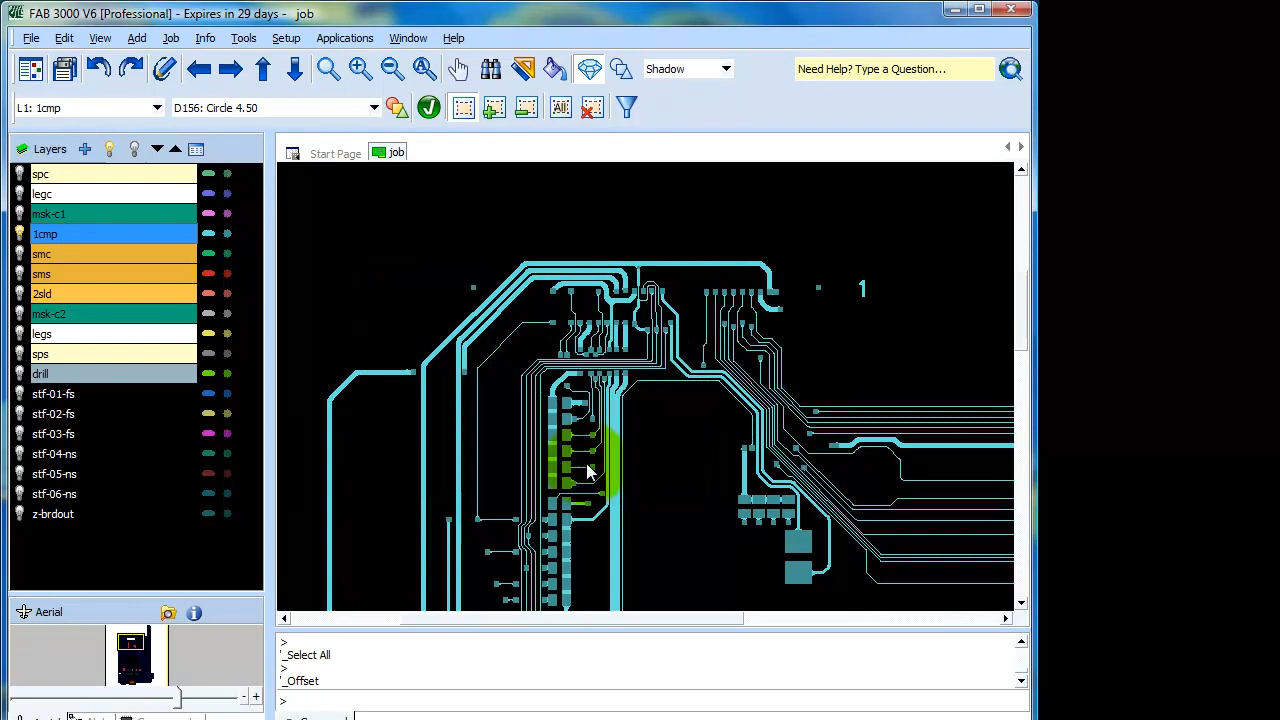 FAB 3000 V6 [Professional] - Expires in 29 days - job
File Edit View Add Job Info Tools Setup Applications Window Help
Shadow
Need Help? Type a Question...
L1: 1cmp
D156: Circle 4.50
All
Layers
Start Page
job
spc
legc
msk-c1
1cmp
smc
sms
2sld
msk-c2
legs
sps
drill
stf-01-fs
stf-02-fs
stf-03-fs
stf-04-ns
stf-05-ns
stf-06-ns
z-brdout
1
Aerial
- +
>
'_Select All
>
'_Offset
>